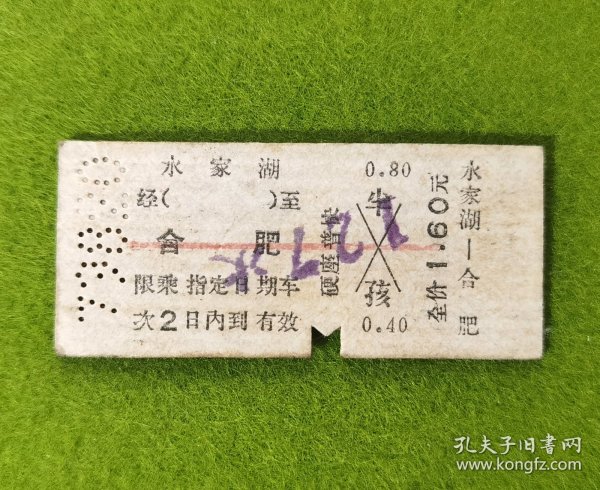 水家湖
经( )至
合肥
限乘指定日期车
次2日内到有效
硬座普快
0.80
半
孩
0.40
全价1.60元
水家湖—合肥
孔夫子旧书网
www.kongfz.com